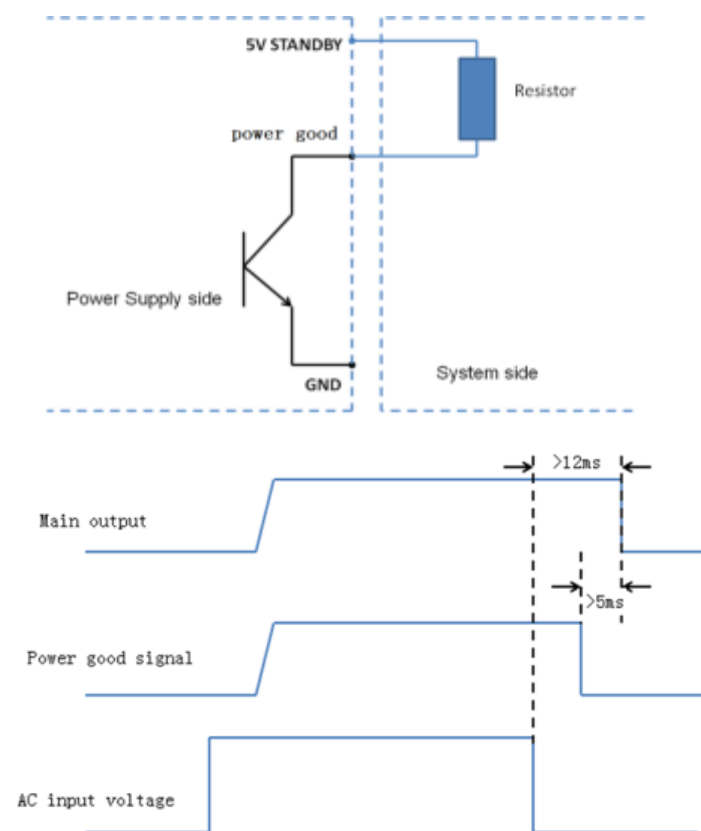 5V STANDBY
Resistor
power good
Power Supply side
System side
GND
>12ms
Main output
>5ms
Power good signal
AC input voltage